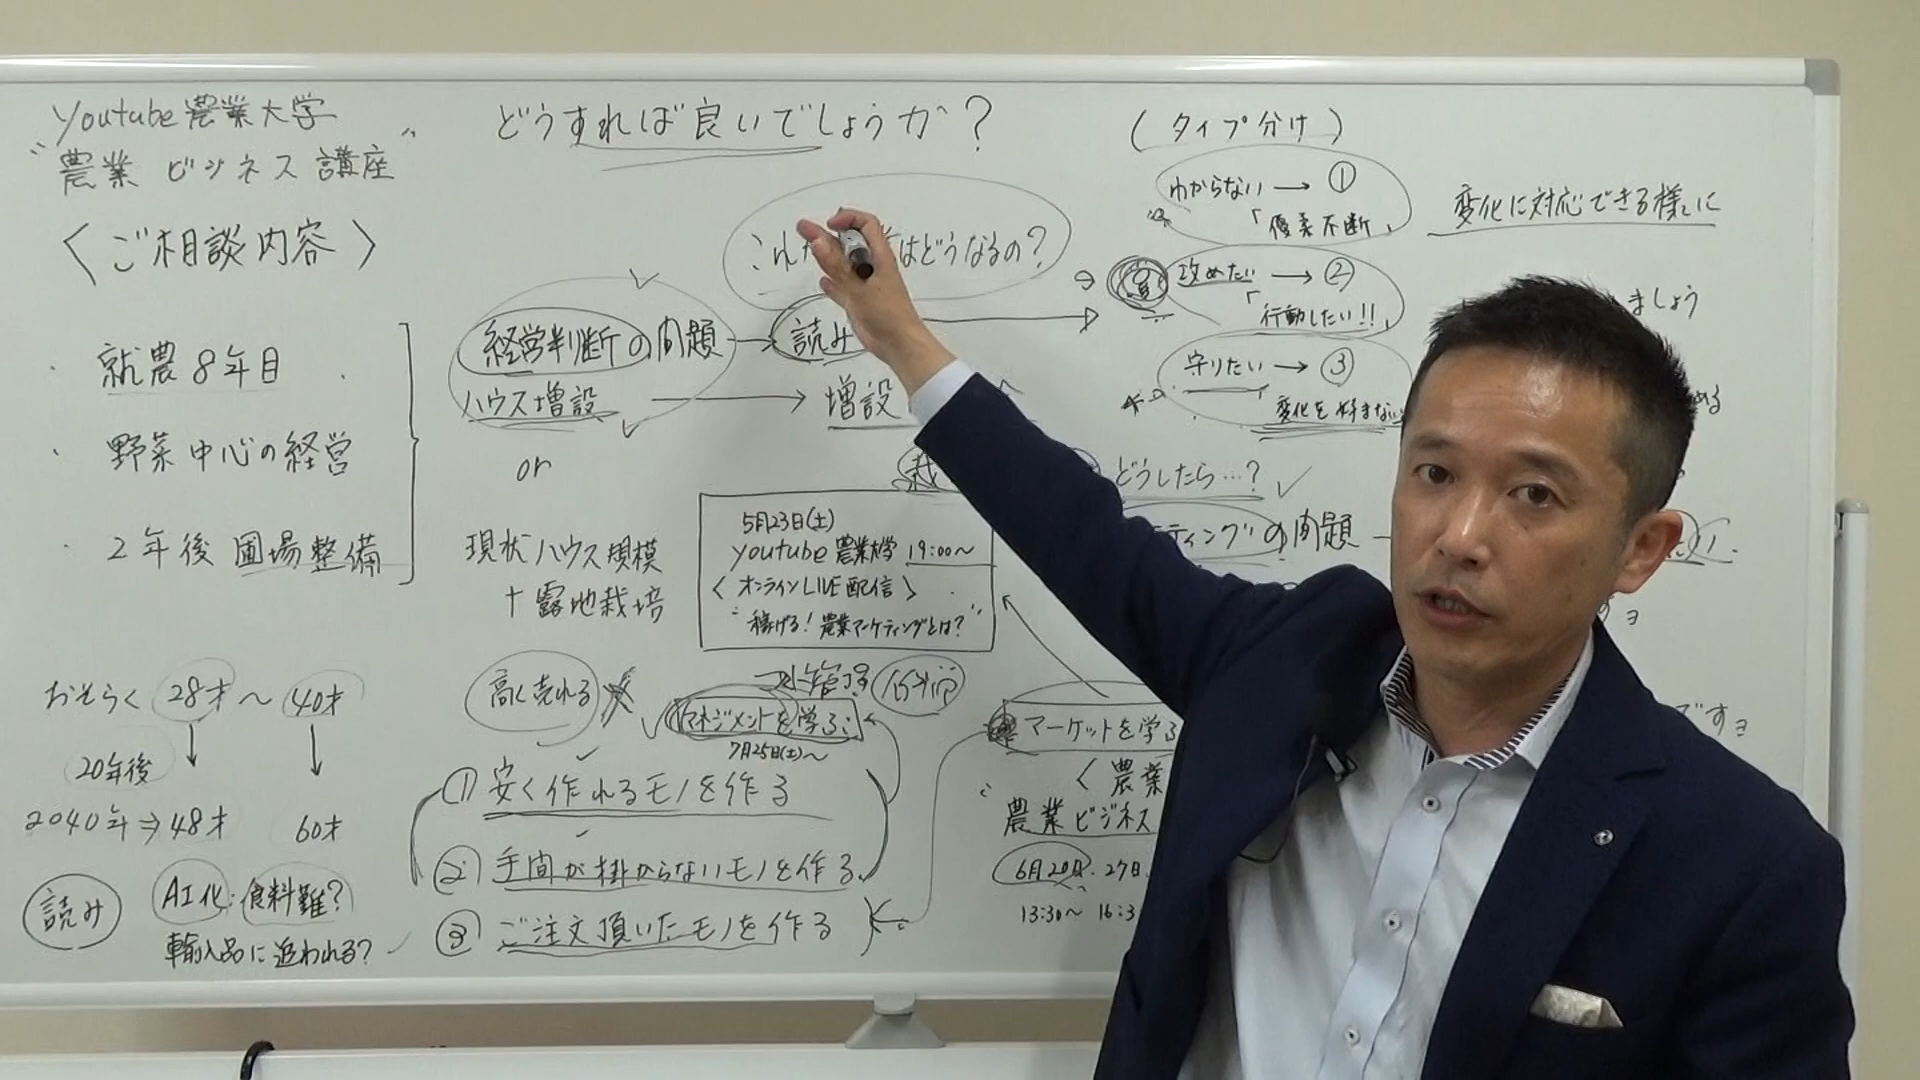 Youtube農業大学
"農業ビジネス講座"
〈ご相談内容〉
・就農8年目
・野菜中心の経営
・2年後 圃場整備
おそらく 28才～40才
20年後
2040年⇒48才 60才
読み
AI化:食料難?
輸入品に追われる?
どうすれば良いでしょうか?
はどうなるの?
経営判断の問題→読み
ハウス増設→増設
or
現状ハウス規模
+露地栽培
5月23日(土)
youtube農業大学 19:00～
〈オンラインLIVE配信〉
"稼げる!農業マーケティングとは?"
高く売れる
マネジメントを学ぶ
7月25日(土)～
① 安く作れるモノを作る
② 手間が掛からないモノを作る
③ ご注文頂いたモノを作る
(タイプ分け)
わからない→①
「優柔不断」
攻めたい→②
「行動したい!!」
守りたい→③
変化を好まない
変化に対応できる様に
ましょう
どうしたら…?
ティングの問題
マーケットを学ぶ
〈農業
農業ビジネス
6月20日・27日
13:30～16:3
ですョ